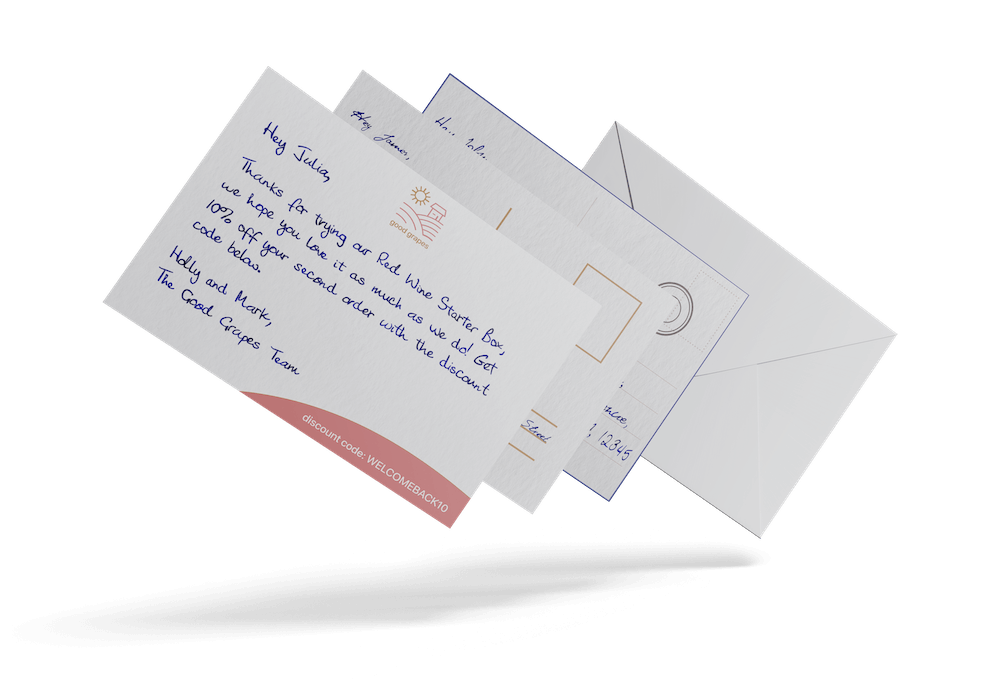 Hey Julia,
Thanks for trying our Red Wine Starter Box,
we hope you love it as much as we do! Get
10% off your second order with the discount
code below.
Holly and Mark,
The Good Grapes Team
good grapes
discount code: WELCOMEBACK10
Hey James,
Street
12345